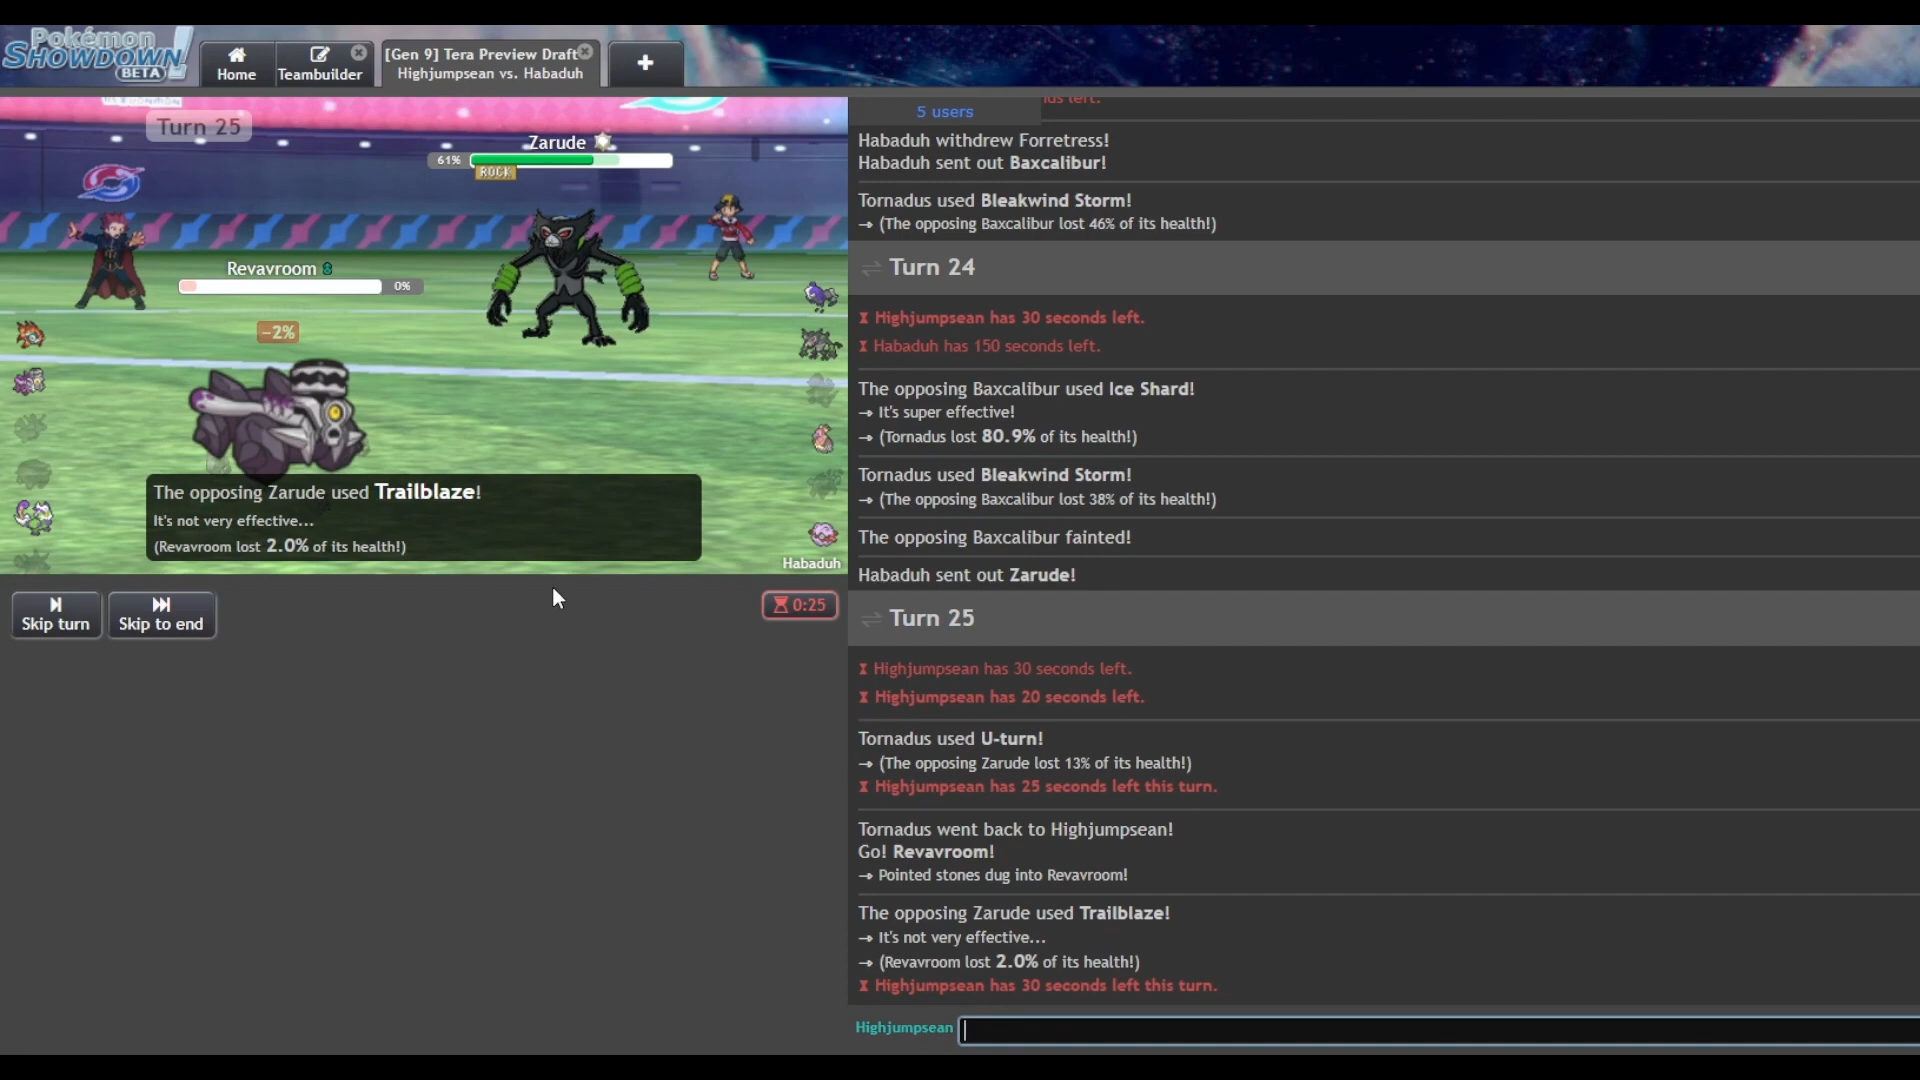 Pokémon
SHOWDOWN!
BETA
Home
Teambuilder
[Gen 9] Tera Preview Draft
Highjumpsean vs. Habaduh
+
Turn 25
Zarude
61%
ROCK
Revavroom
0%
−2%
The opposing Zarude used Trailblaze!
It's not very effective...
(Revavroom lost 2.0% of its health!)
Habaduh
Skip turn
Skip to end
0:25
5 users
Habaduh withdrew Forretress!
Habaduh sent out Baxcalibur!
Tornadus used Bleakwind Storm!
→ (The opposing Baxcalibur lost 46% of its health!)
Turn 24
Highjumpsean has 30 seconds left.
Habaduh has 150 seconds left.
The opposing Baxcalibur used Ice Shard!
→ It's super effective!
→ (Tornadus lost 80.9% of its health!)
Tornadus used Bleakwind Storm!
→ (The opposing Baxcalibur lost 38% of its health!)
The opposing Baxcalibur fainted!
Habaduh sent out Zarude!
Turn 25
Highjumpsean has 30 seconds left.
Highjumpsean has 20 seconds left.
Tornadus used U-turn!
→ (The opposing Zarude lost 13% of its health!)
Highjumpsean has 25 seconds left this turn.
Tornadus went back to Highjumpsean!
Go! Revavroom!
→ Pointed stones dug into Revavroom!
The opposing Zarude used Trailblaze!
→ It's not very effective...
→ (Revavroom lost 2.0% of its health!)
Highjumpsean has 30 seconds left this turn.
Highjumpsean